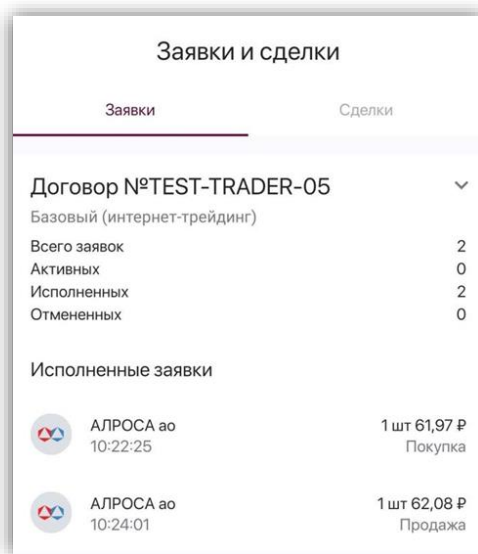 Заявки и сделки
Заявки Сделки
Договор №TEST-TRADER-05
Базовый (интернет-трейдинг)
Всего заявок 2
Активных 0
Исполненных 2
Отмененных 0
Исполненные заявки
АЛРОСА ао 1 шт 61,97 ₽
10:22:25 Покупка
АЛРОСА ао 1 шт 62,08 ₽
10:24:01 Продажа